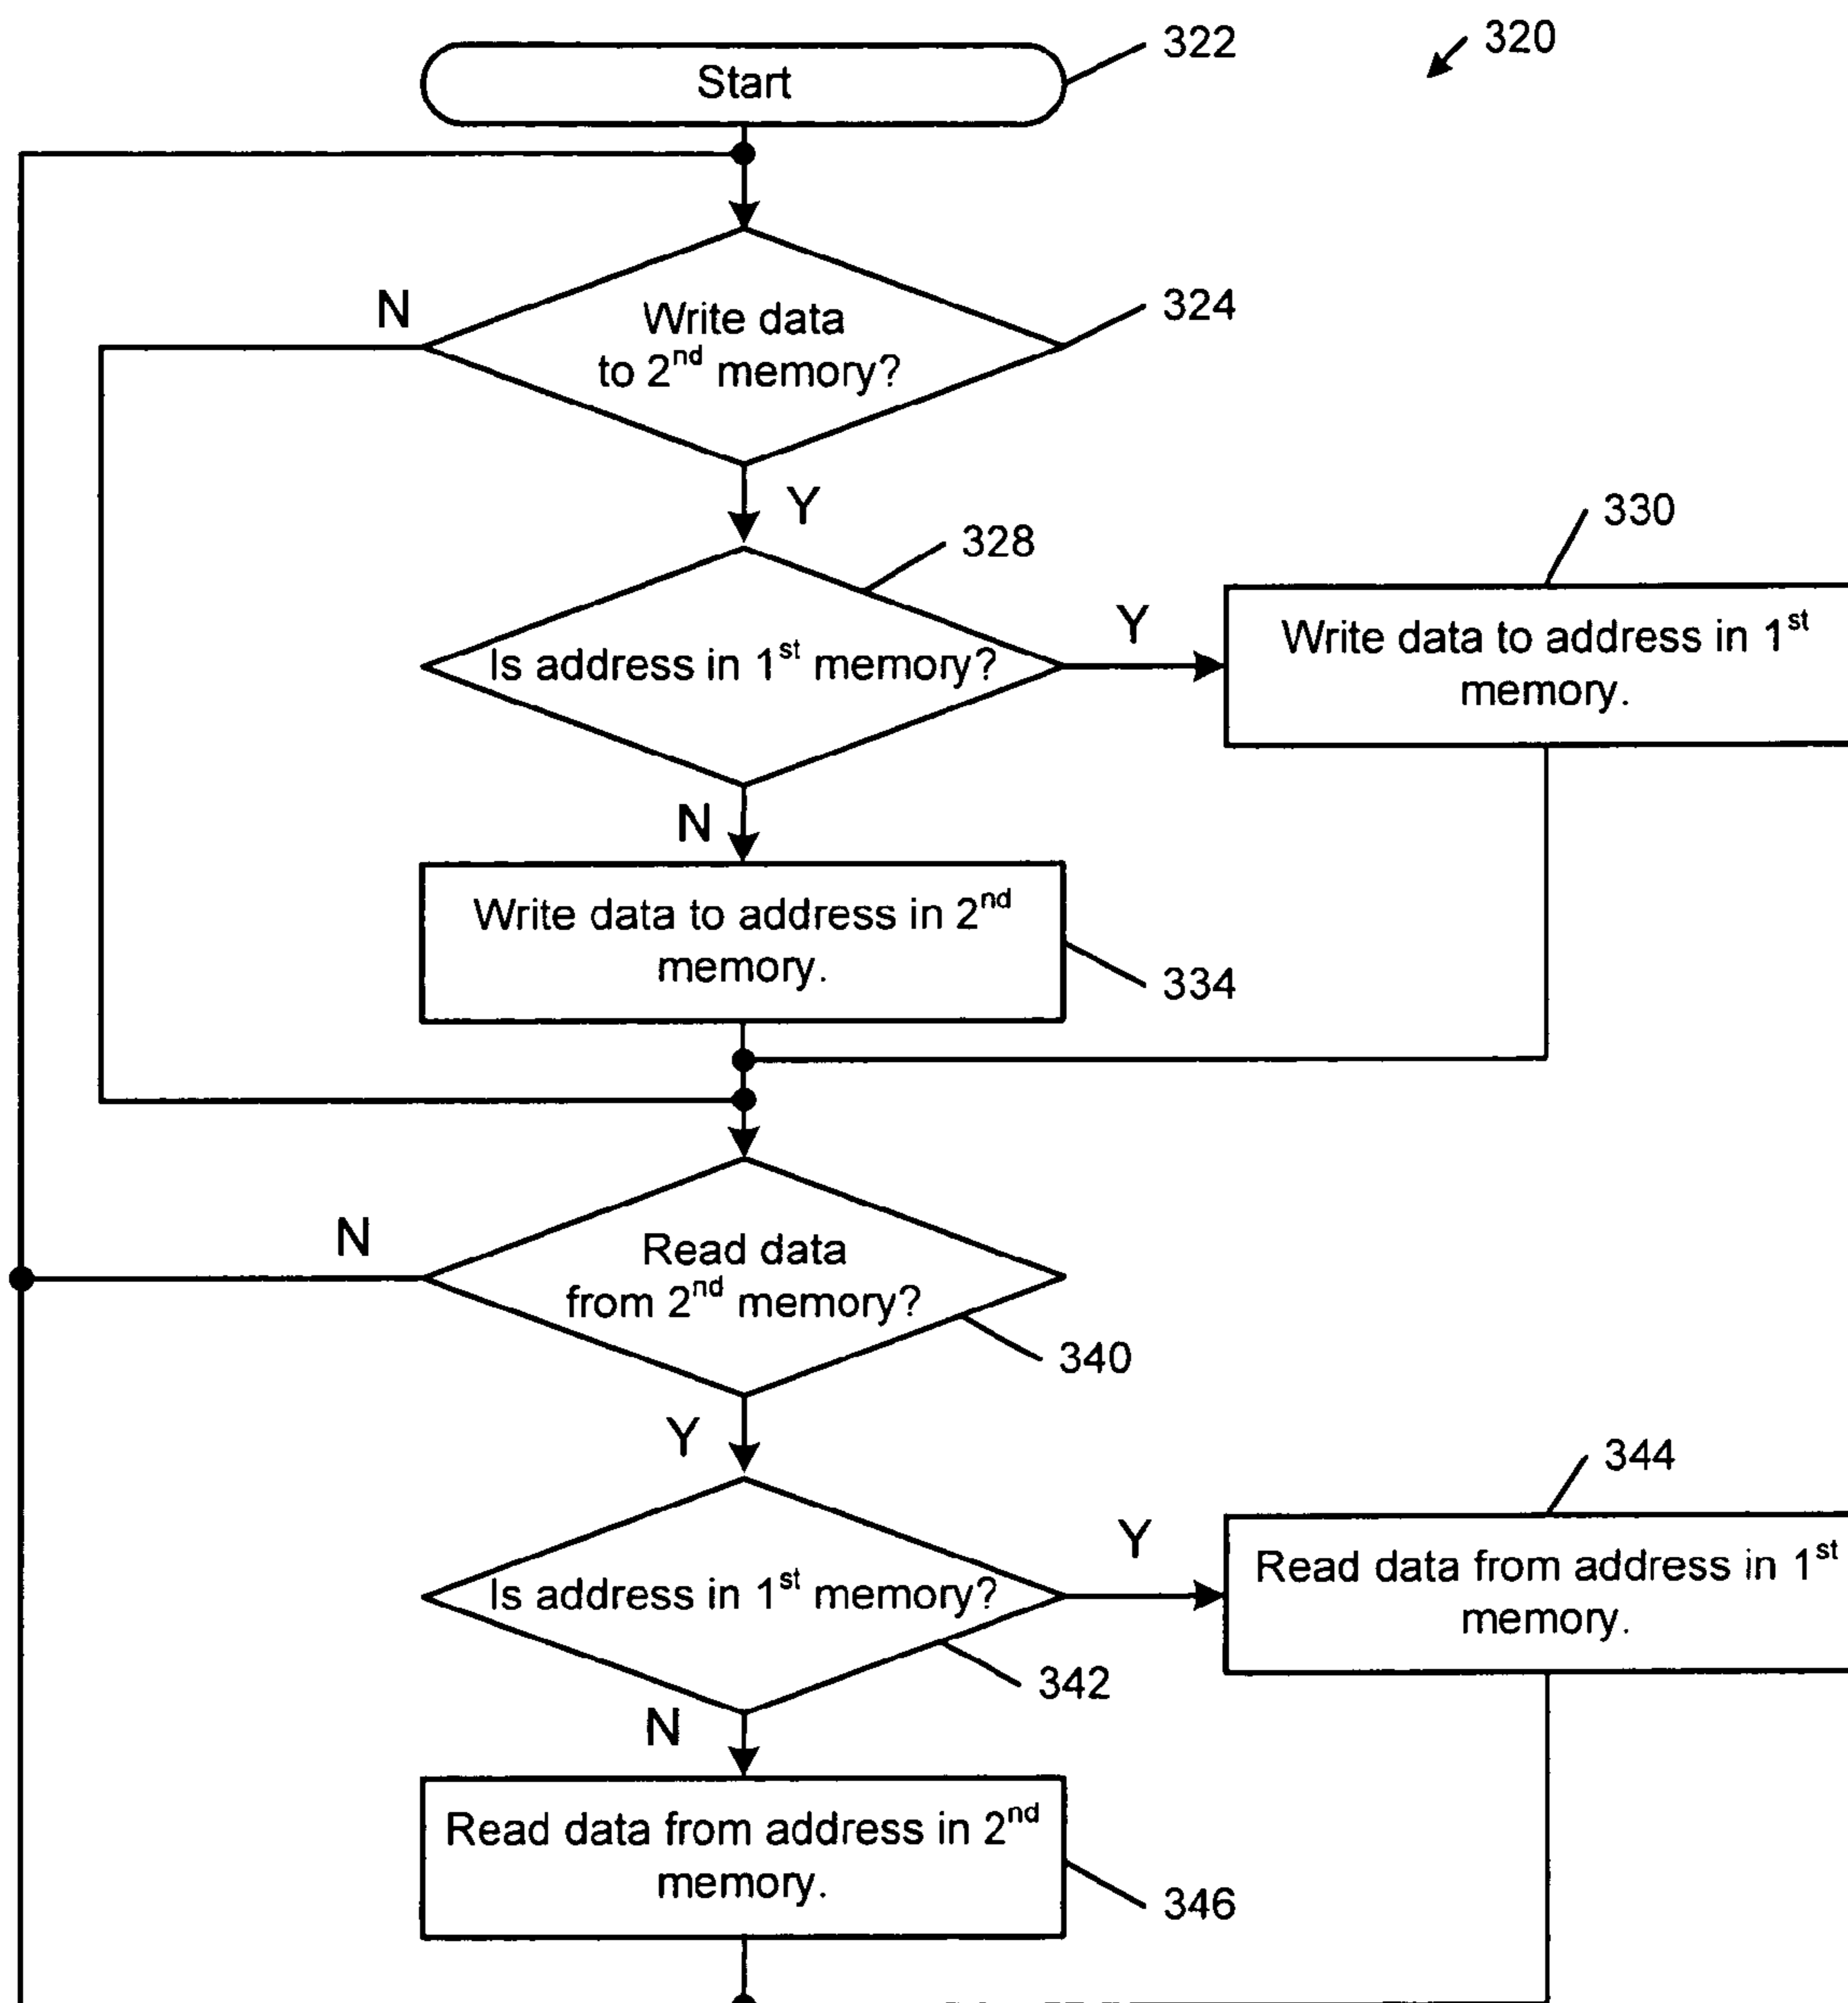 320
322
Start
324
N
Write data
to 2nd memory?
Y
328
330
Is address in 1st memory?
Y
Write data to address in 1st
memory.
N
Write data to address in 2nd
memory.
334
N
Read data
from 2nd memory?
340
Y
344
Is address in 1st memory?
Y
Read data from address in 1st
memory.
342
N
Read data from address in 2nd
memory.
346